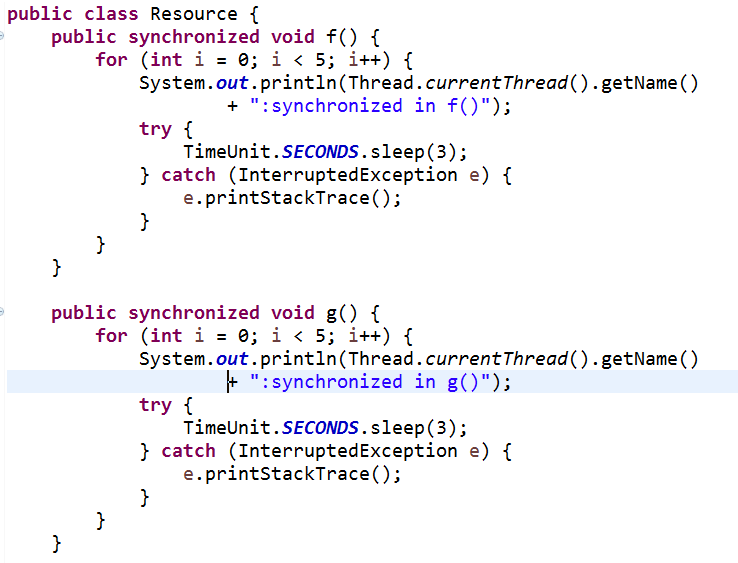 public class Resource {
    public synchronized void f() {
        for (int i = 0; i < 5; i++) {
            System.out.println(Thread.currentThread().getName()
                    + ":synchronized in f()");
            try {
                TimeUnit.SECONDS.sleep(3);
            } catch (InterruptedException e) {
                e.printStackTrace();
            }
        }
    }

    public synchronized void g() {
        for (int i = 0; i < 5; i++) {
            System.out.println(Thread.currentThread().getName()
                    + ":synchronized in g()");
            try {
                TimeUnit.SECONDS.sleep(3);
            } catch (InterruptedException e) {
                e.printStackTrace();
            }
        }
    }